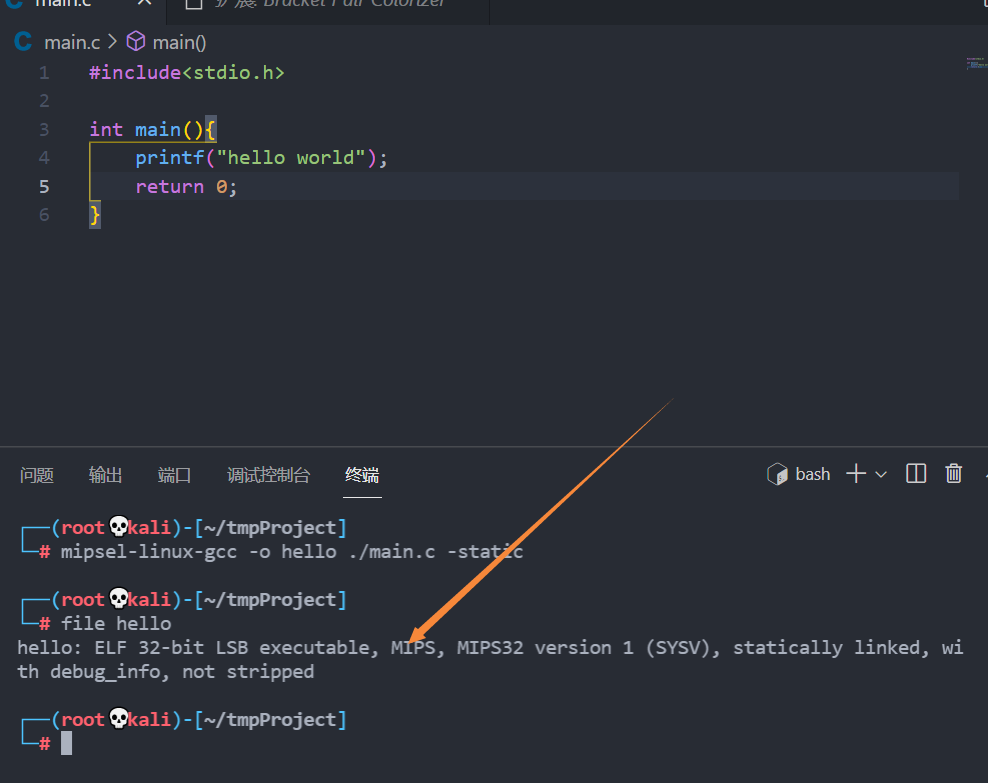 main.c × 扩展: Bracket Pair Colorizer
main.c > main()
1 #include<stdio.h>
2
3 int main(){
4 printf("hello world");
5 return 0;
6 }
问题 输出 端口 调试控制台 终端 bash
┌──(root💀kali)-[~/tmpProject]
└─# mipsel-linux-gcc -o hello ./main.c -static
┌──(root💀kali)-[~/tmpProject]
└─# file hello
hello: ELF 32-bit LSB executable, MIPS, MIPS32 version 1 (SYSV), statically linked, wi
th debug_info, not stripped
┌──(root💀kali)-[~/tmpProject]
└─#